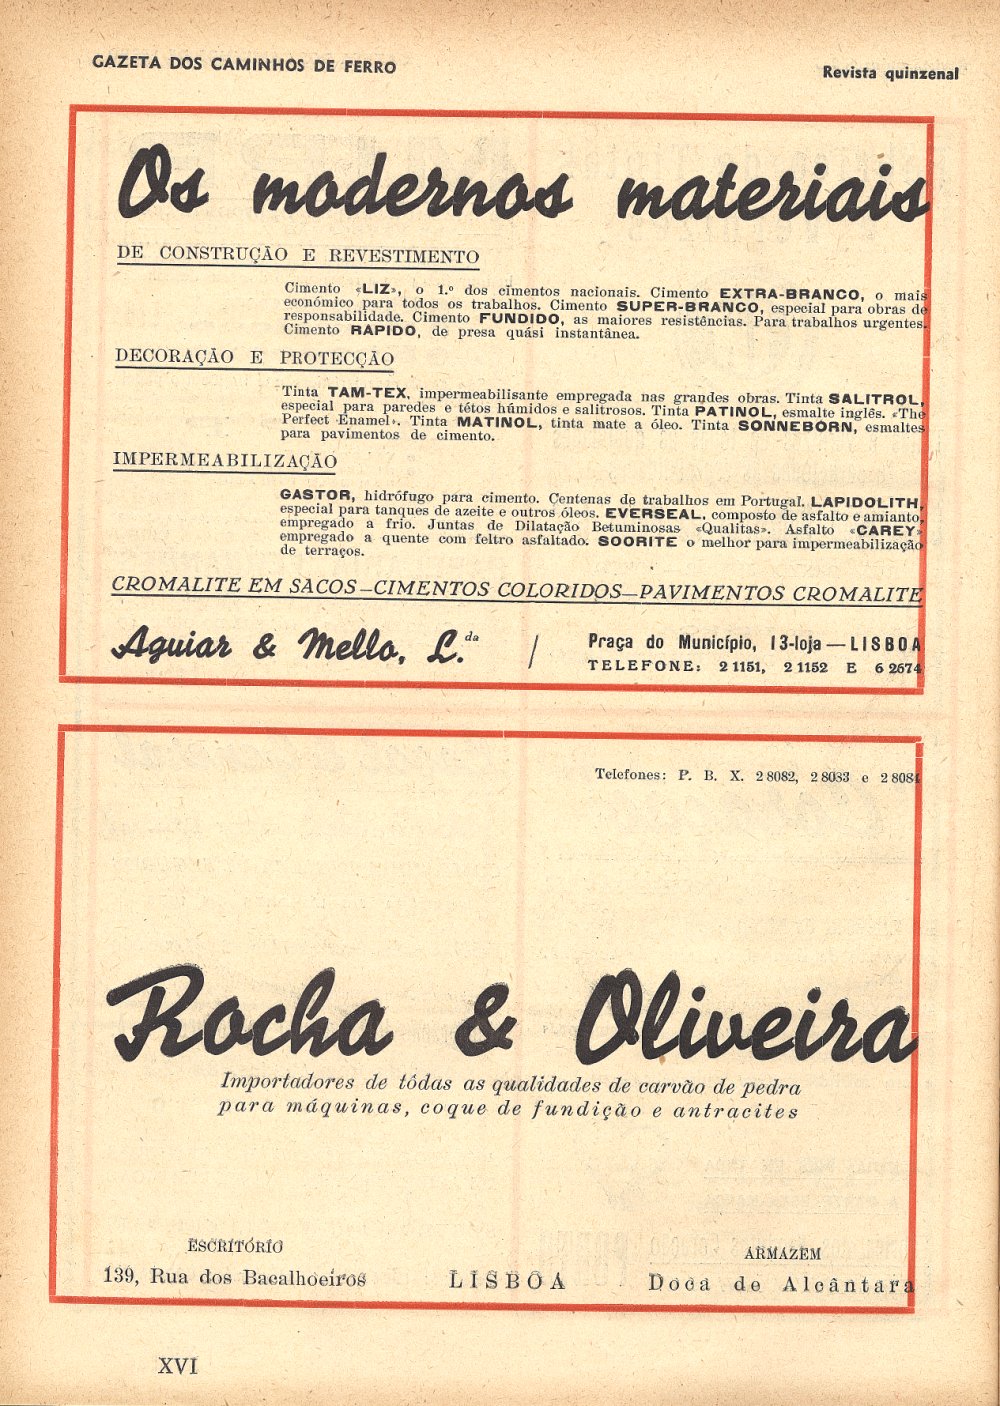 GAZETA DOS CAMINHOS DE FERRO
Revista quinzenal
Os modernos materiais
DE CONSTRUÇÃO E REVESTIMENTO
Cimento «LIZ», o 1.º dos cimentos nacionais. Cimento EXTRA-BRANCO, o mais
económico para todos os trabalhos. Cimento SUPER-BRANCO, especial para obras de
responsabilidade. Cimento FUNDIDO, as maiores resistências. Para trabalhos urgentes.
Cimento RAPIDO, de presa quási instantânea.
DECORAÇÃO E PROTECÇÃO
Tinta TAM-TEX, impermeabilisante empregada nas grandes obras. Tinta SALITROL,
especial para paredes e tétos húmidos e salitrosos. Tinta PATINOL, esmalte inglês. «The
Perfect Enamel». Tinta MATINOL, tinta mate a óleo. Tinta SONNEBORN, esmaltes
para pavimentos de cimento.
IMPERMEABILIZAÇÃO
GASTOR, hidrófugo para cimento. Centenas de trabalhos em Portugal. LAPIDOLITH,
especial para tanques de azeite e outros óleos. EVERSEAL, composto de asfalto e amianto,
empregado a frio. Juntas de Dilatação Betuminosas «Qualitas». Asfalto «CAREY»
empregado a quente com feltro asfaltado. SOORITE o melhor para impermeabilização
de terraços.
CROMALITE EM SACOS—CIMENTOS COLORIDOS—PAVIMENTOS CROMALITE
Aguiar & Mello, L.da / Praça do Município, 13-loja—LISBOA
TELEFONE: 2 1151, 2 1152 E 6 2674
Telefones: P. B. X. 2 8082, 2 8033 e 2 8084
Rocha & Oliveira
Importadores de tôdas as qualidades de carvão de pedra
para máquinas, coque de fundição e antracites
ESCRITÓRIO
ARMAZEM
139, Rua dos Bacalhoeiros LISBOA Doca de Alcântara
XVI